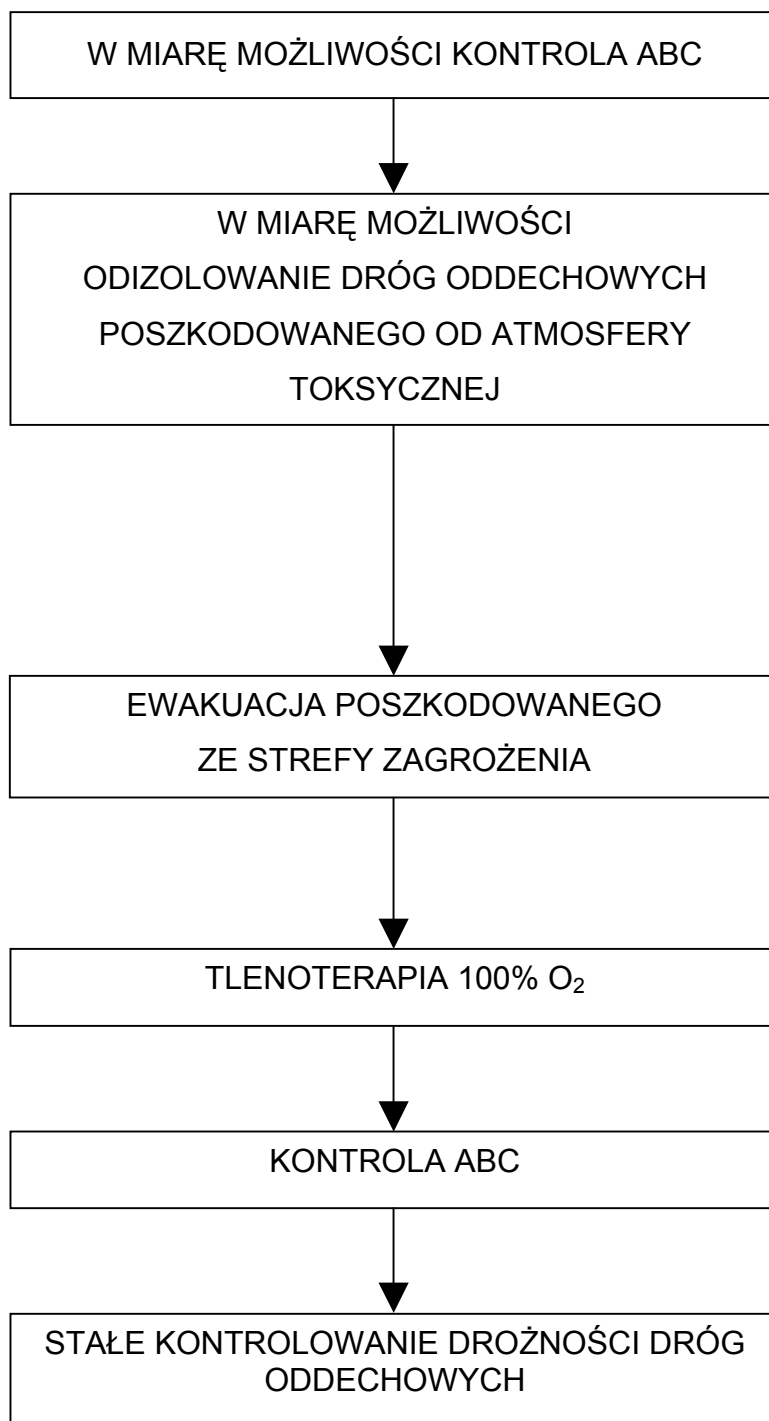 W MIARĘ MOŻLIWOŚCI KONTROLA ABC
W MIARĘ MOŻLIWOŚCI
ODIZOLOWANIE DRÓG ODDECHOWYCH
POSZKODOWANEGO OD ATMOSFERY
TOKSYCZNEJ
EWAKUACJA POSZKODOWANEGO
ZE STREFY ZAGROŻENIA
TLENOTERAPIA 100% O₂
KONTROLA ABC
STAŁE KONTROLOWANIE DROŻNOŚCI DRÓG
ODDECHOWYCH